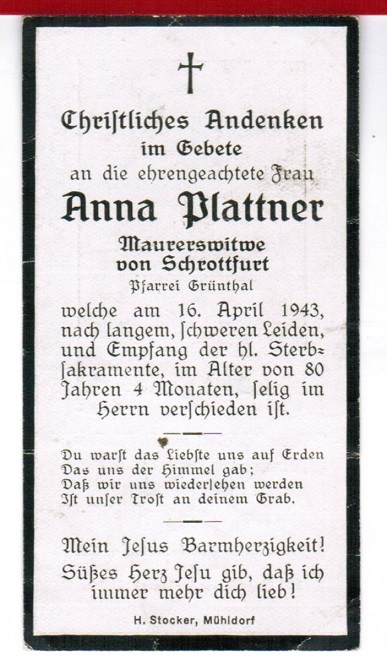 Christliches Andenken
im Gebete
an die ehrengeachtete Frau
Anna Plattner
Maurerswitwe
von Schrottfurt
Pfarrei Grünthal
welche am 16. April 1943,
nach langem, schweren Leiden,
und Empfang der hl. Sterb-
sakramente, im Alter von 80
Jahren 4 Monaten, selig im
Herrn verschieden ist.
Du warst das Liebste uns auf Erden
Das uns der Himmel gab;
Daß wir uns wiedersehen werden
Ist unser Trost an deinem Grab.
Mein Jesus Barmherzigkeit!
Süßes Herz Jesu gib, daß ich
immer mehr dich lieb!
H. Stocker, Mühldorf